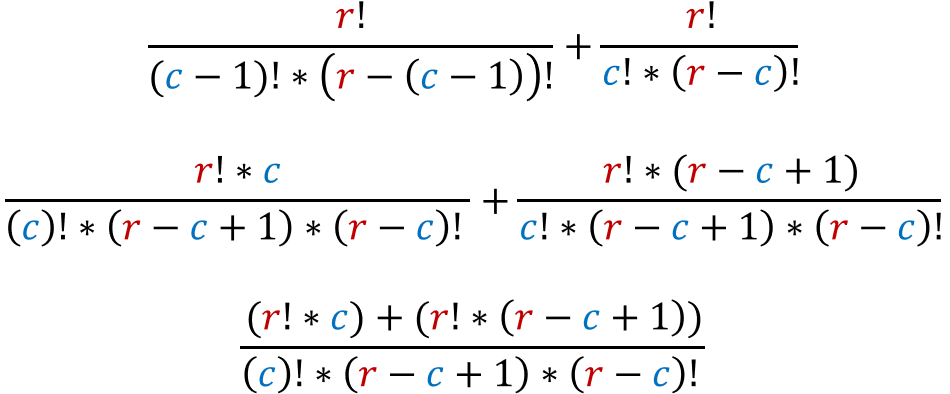 r! / ((c − 1)! ∗ (r − (c − 1))!) + r! / (c! ∗ (r − c)!)
(r! ∗ c) / ((c)! ∗ (r − c + 1) ∗ (r − c)!) + (r! ∗ (r − c + 1)) / (c! ∗ (r − c + 1) ∗ (r − c)!)
((r! ∗ c) + (r! ∗ (r − c + 1))) / ((c)! ∗ (r − c + 1) ∗ (r − c)!)